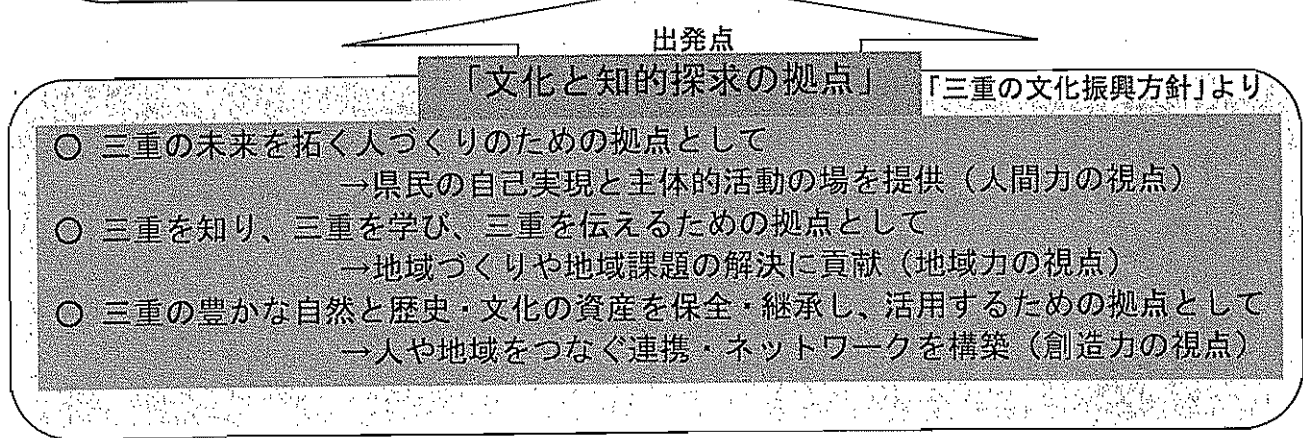 出発点
「文化と知的探求の拠点」
「三重の文化振興方針」より
○ 三重の未来を拓く人づくりのための拠点として
→県民の自己実現と主体的活動の場を提供（人間力の視点）
○ 三重を知り、三重を学び、三重を伝えるための拠点として
→地域づくりや地域課題の解決に貢献（地域力の視点）
○ 三重の豊かな自然と歴史・文化の資産を保全・継承し、活用するための拠点として
→人や地域をつなぐ連携・ネットワークを構築（創造力の視点）